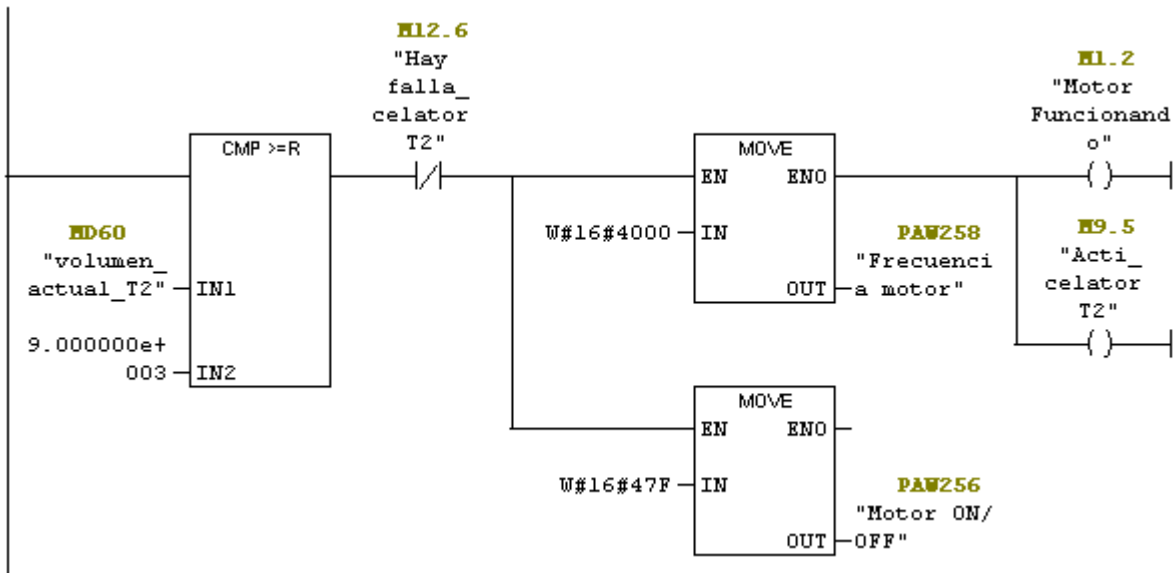 M12.6
"Hay
falla_
celator
T2"
M1.2
"Motor
Funcionand
o"
CMP >=R
MOVE
EN ENO
W#16#4000 IN
PAW258
"Frecuenci
OUT a motor"
MD60
"volumen_
actual_T2" IN1
9.000000e+
003 IN2
M9.5
"Acti_
celator
T2"
MOVE
EN ENO
W#16#47F IN
PAW256
"Motor ON/
OUT OFF"